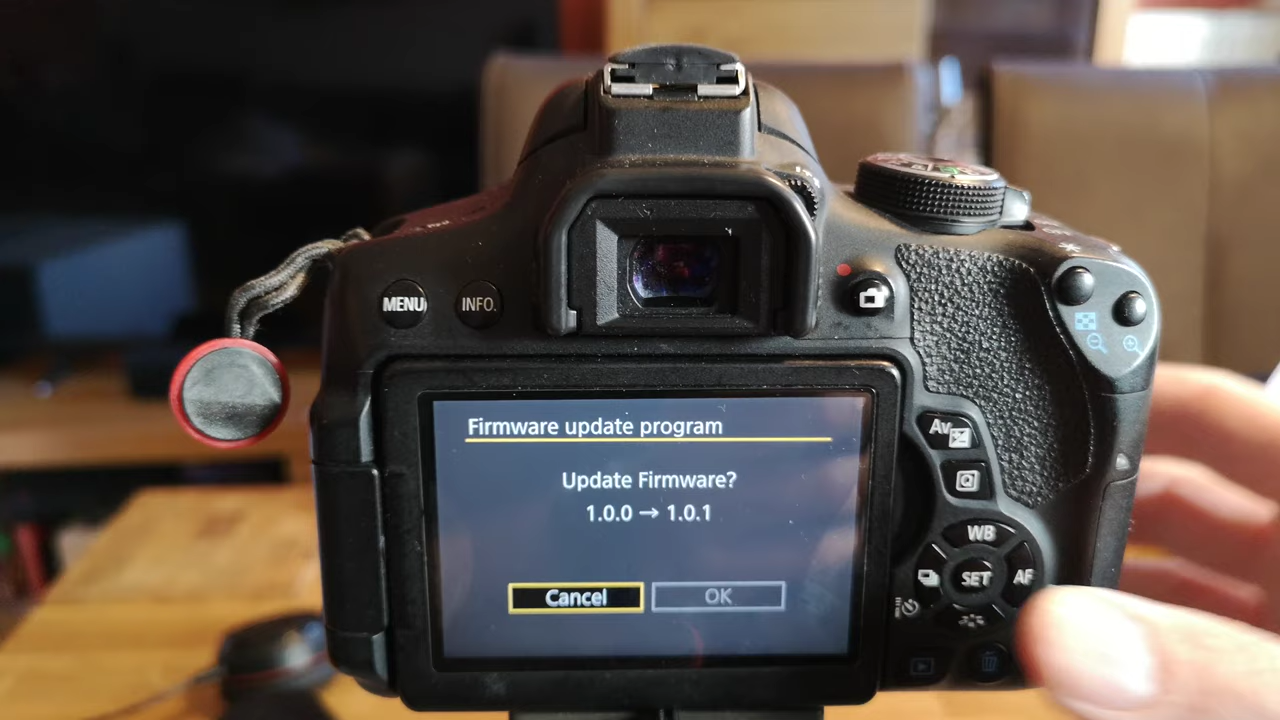 MENU
INFO.
Firmware update program
Update Firmware?
1.0.0 → 1.0.1
Cancel
OK
Av
Q
WB
SET
AF